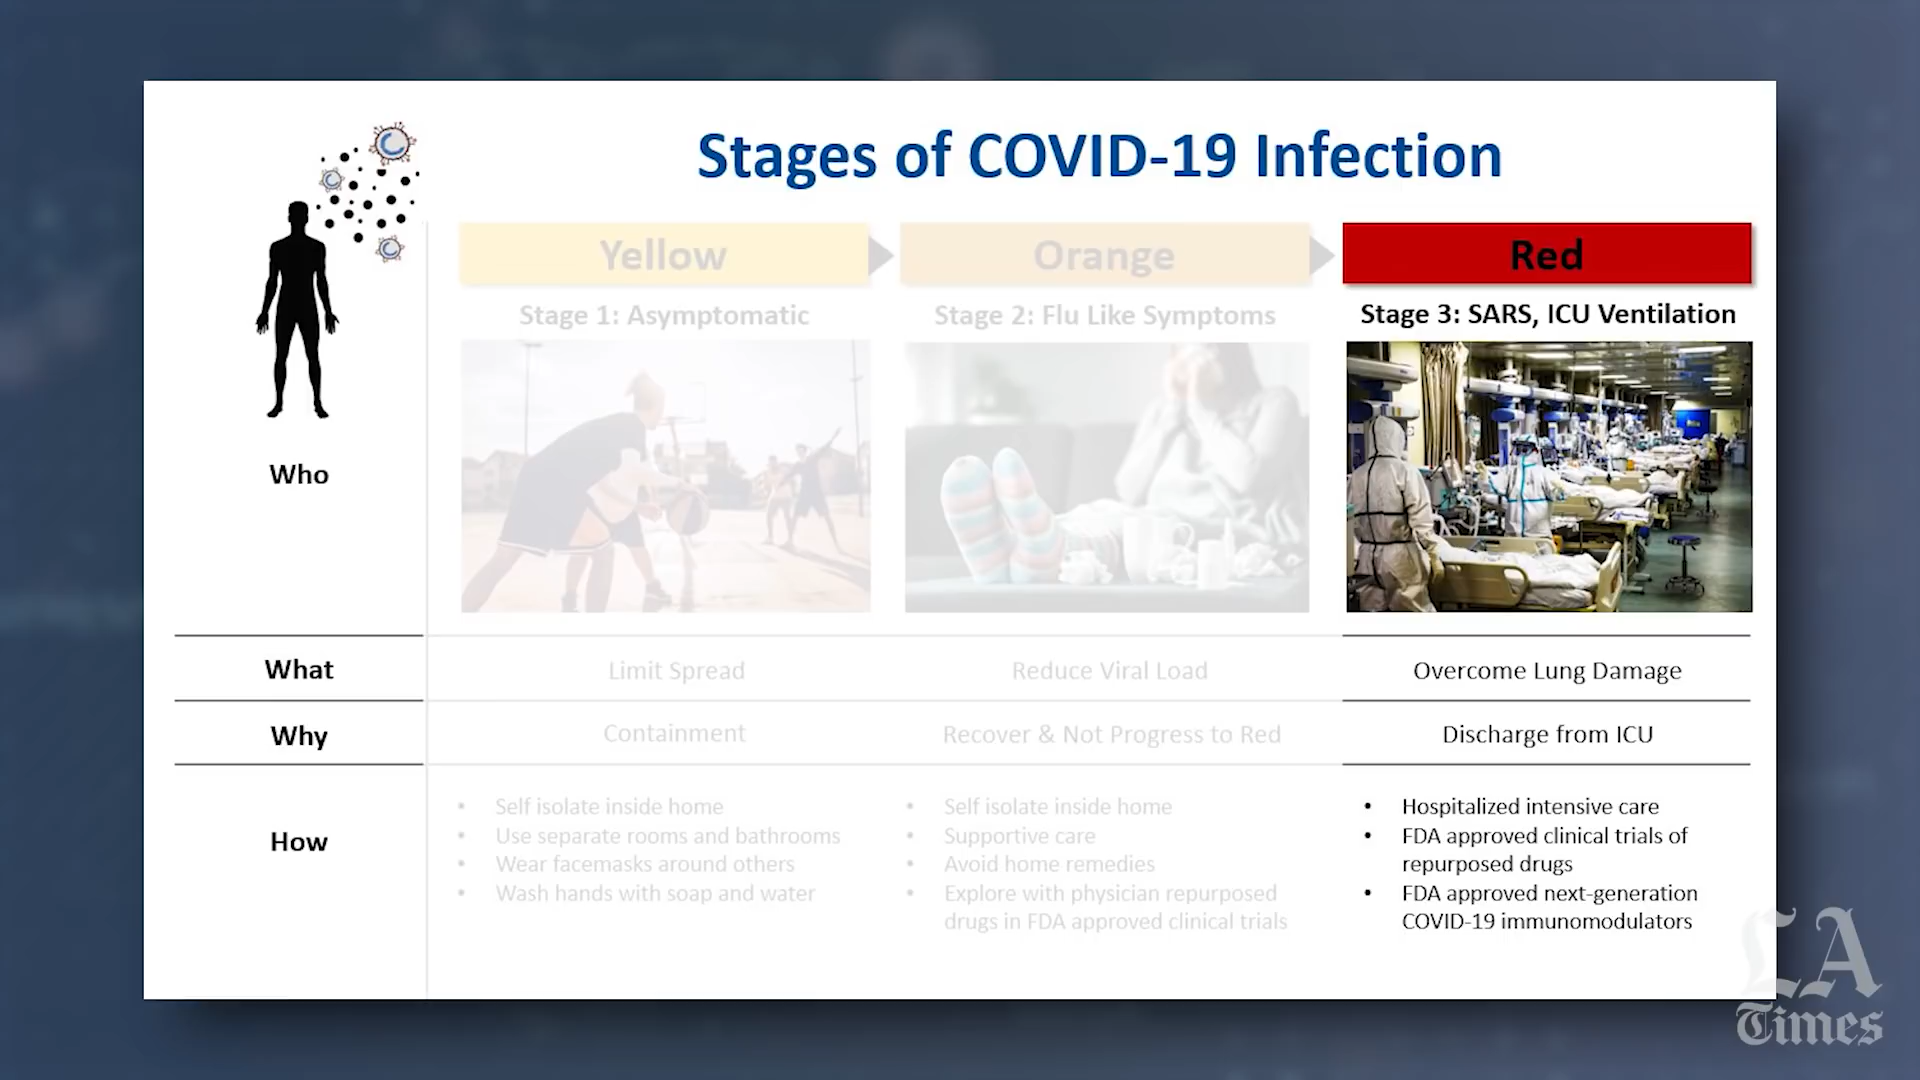 Stages of COVID-19 Infection
Yellow
Orange
Red
Stage 1: Asymptomatic
Stage 2: Flu Like Symptoms
Stage 3: SARS, ICU Ventilation
Who
What
Limit Spread
Reduce Viral Load
Overcome Lung Damage
Why
Containment
Recover & Not Progress to Red
Discharge from ICU
How
• Self isolate inside home
• Use separate rooms and bathrooms
• Wear facemasks around others
• Wash hands with soap and water
• Self isolate inside home
• Supportive care
• Avoid home remedies
• Explore with physician repurposed
drugs in FDA approved clinical trials
• Hospitalized intensive care
• FDA approved clinical trials of
repurposed drugs
• FDA approved next-generation
COVID-19 immunomodulators
LA
Times